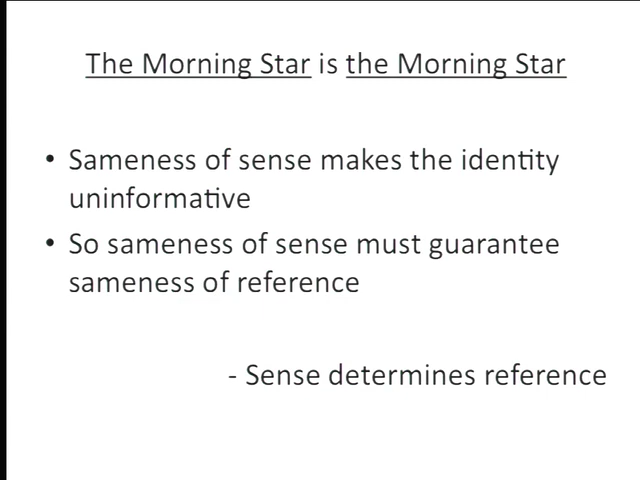 The Morning Star is the Morning Star
• Sameness of sense makes the identity
uninformative
• So sameness of sense must guarantee
sameness of reference
- Sense determines reference